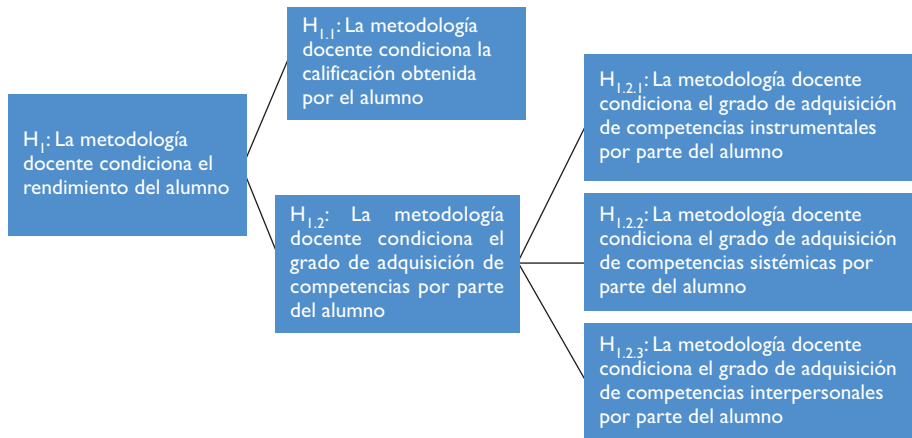 H1: La metodología
docente condiciona el
rendimiento del alumno
H1.1: La metodología
docente condiciona la
calificación obtenida
por el alumno
H1.2: La metodología
docente condiciona el
grado de adquisición de
competencias por parte
del alumno
H1.2.1: La metodología docente
condiciona el grado de adquisición
de competencias instrumentales
por parte del alumno
H1.2.2: La metodología docente
condiciona el grado de adquisición
de competencias sistémicas por
parte del alumno
H1.2.3: La metodología docente
condiciona el grado de adquisición
de competencias interpersonales
por parte del alumno